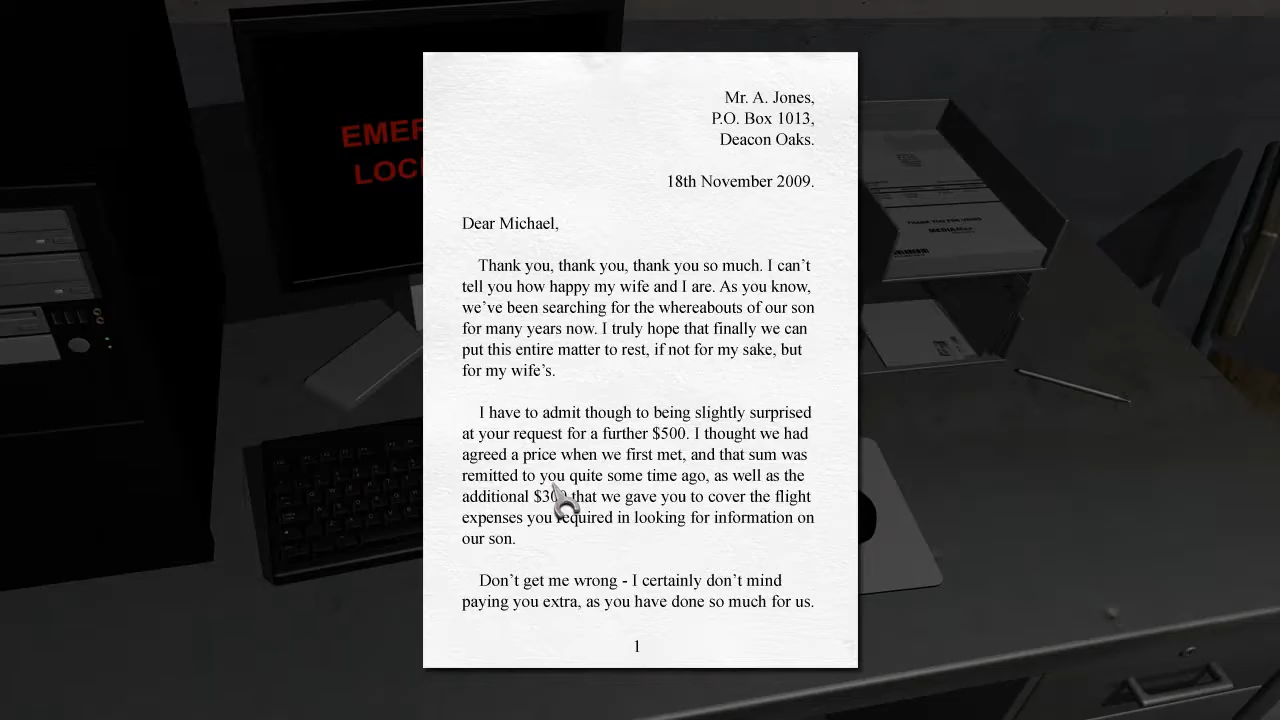 Mr. A. Jones,
P.O. Box 1013,
Deacon Oaks.
18th November 2009.
Dear Michael,
Thank you, thank you, thank you so much. I can’t
tell you how happy my wife and I are. As you know,
we’ve been searching for the whereabouts of our son
for many years now. I truly hope that finally we can
put this entire matter to rest, if not for my sake, but
for my wife’s.
I have to admit though to being slightly surprised
at your request for a further $500. I thought we had
agreed a price when we first met, and that sum was
remitted to you quite some time ago, as well as the
additional $300 that we gave you to cover the flight
expenses you required in looking for information on
our son.
Don’t get me wrong - I certainly don’t mind
paying you extra, as you have done so much for us.
1
EMER
LOC